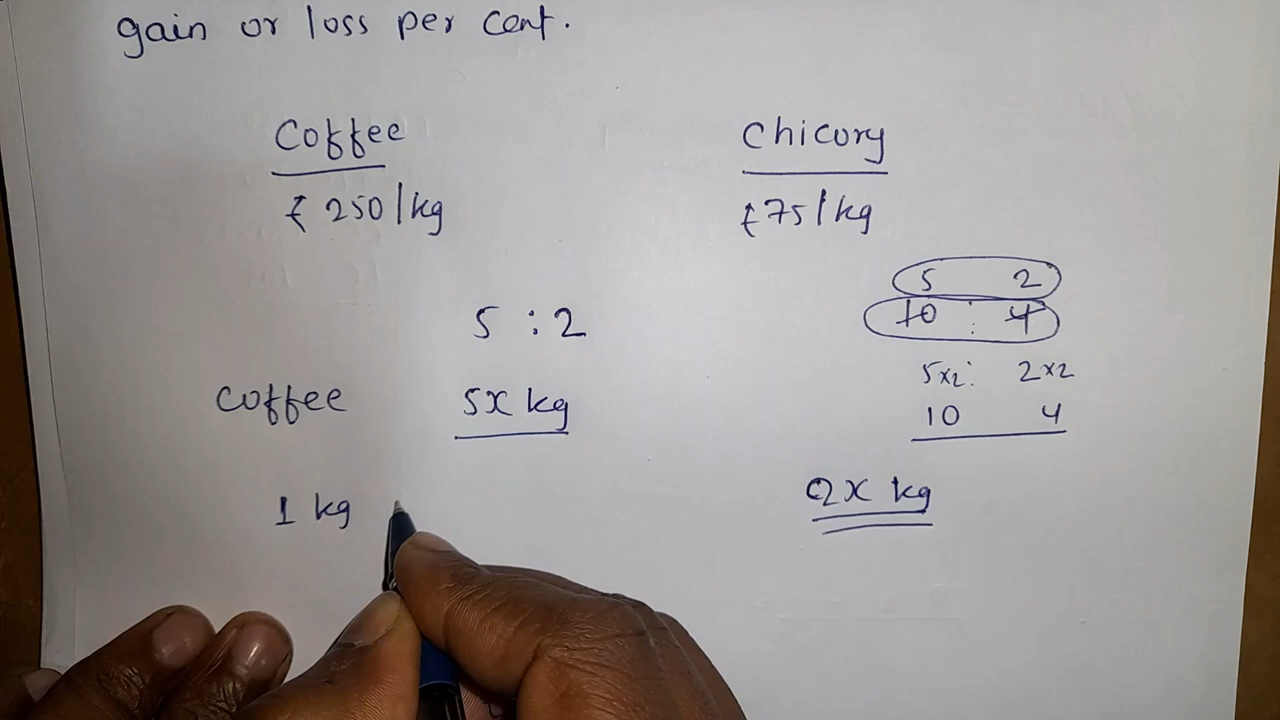 gain or loss per cent.
Coffee
Chicory
₹ 250/kg
₹75/kg
5 2
10 : 4
5 : 2
5x2: 2x2
Coffee 5x kg
10 4
2x kg
1 kg